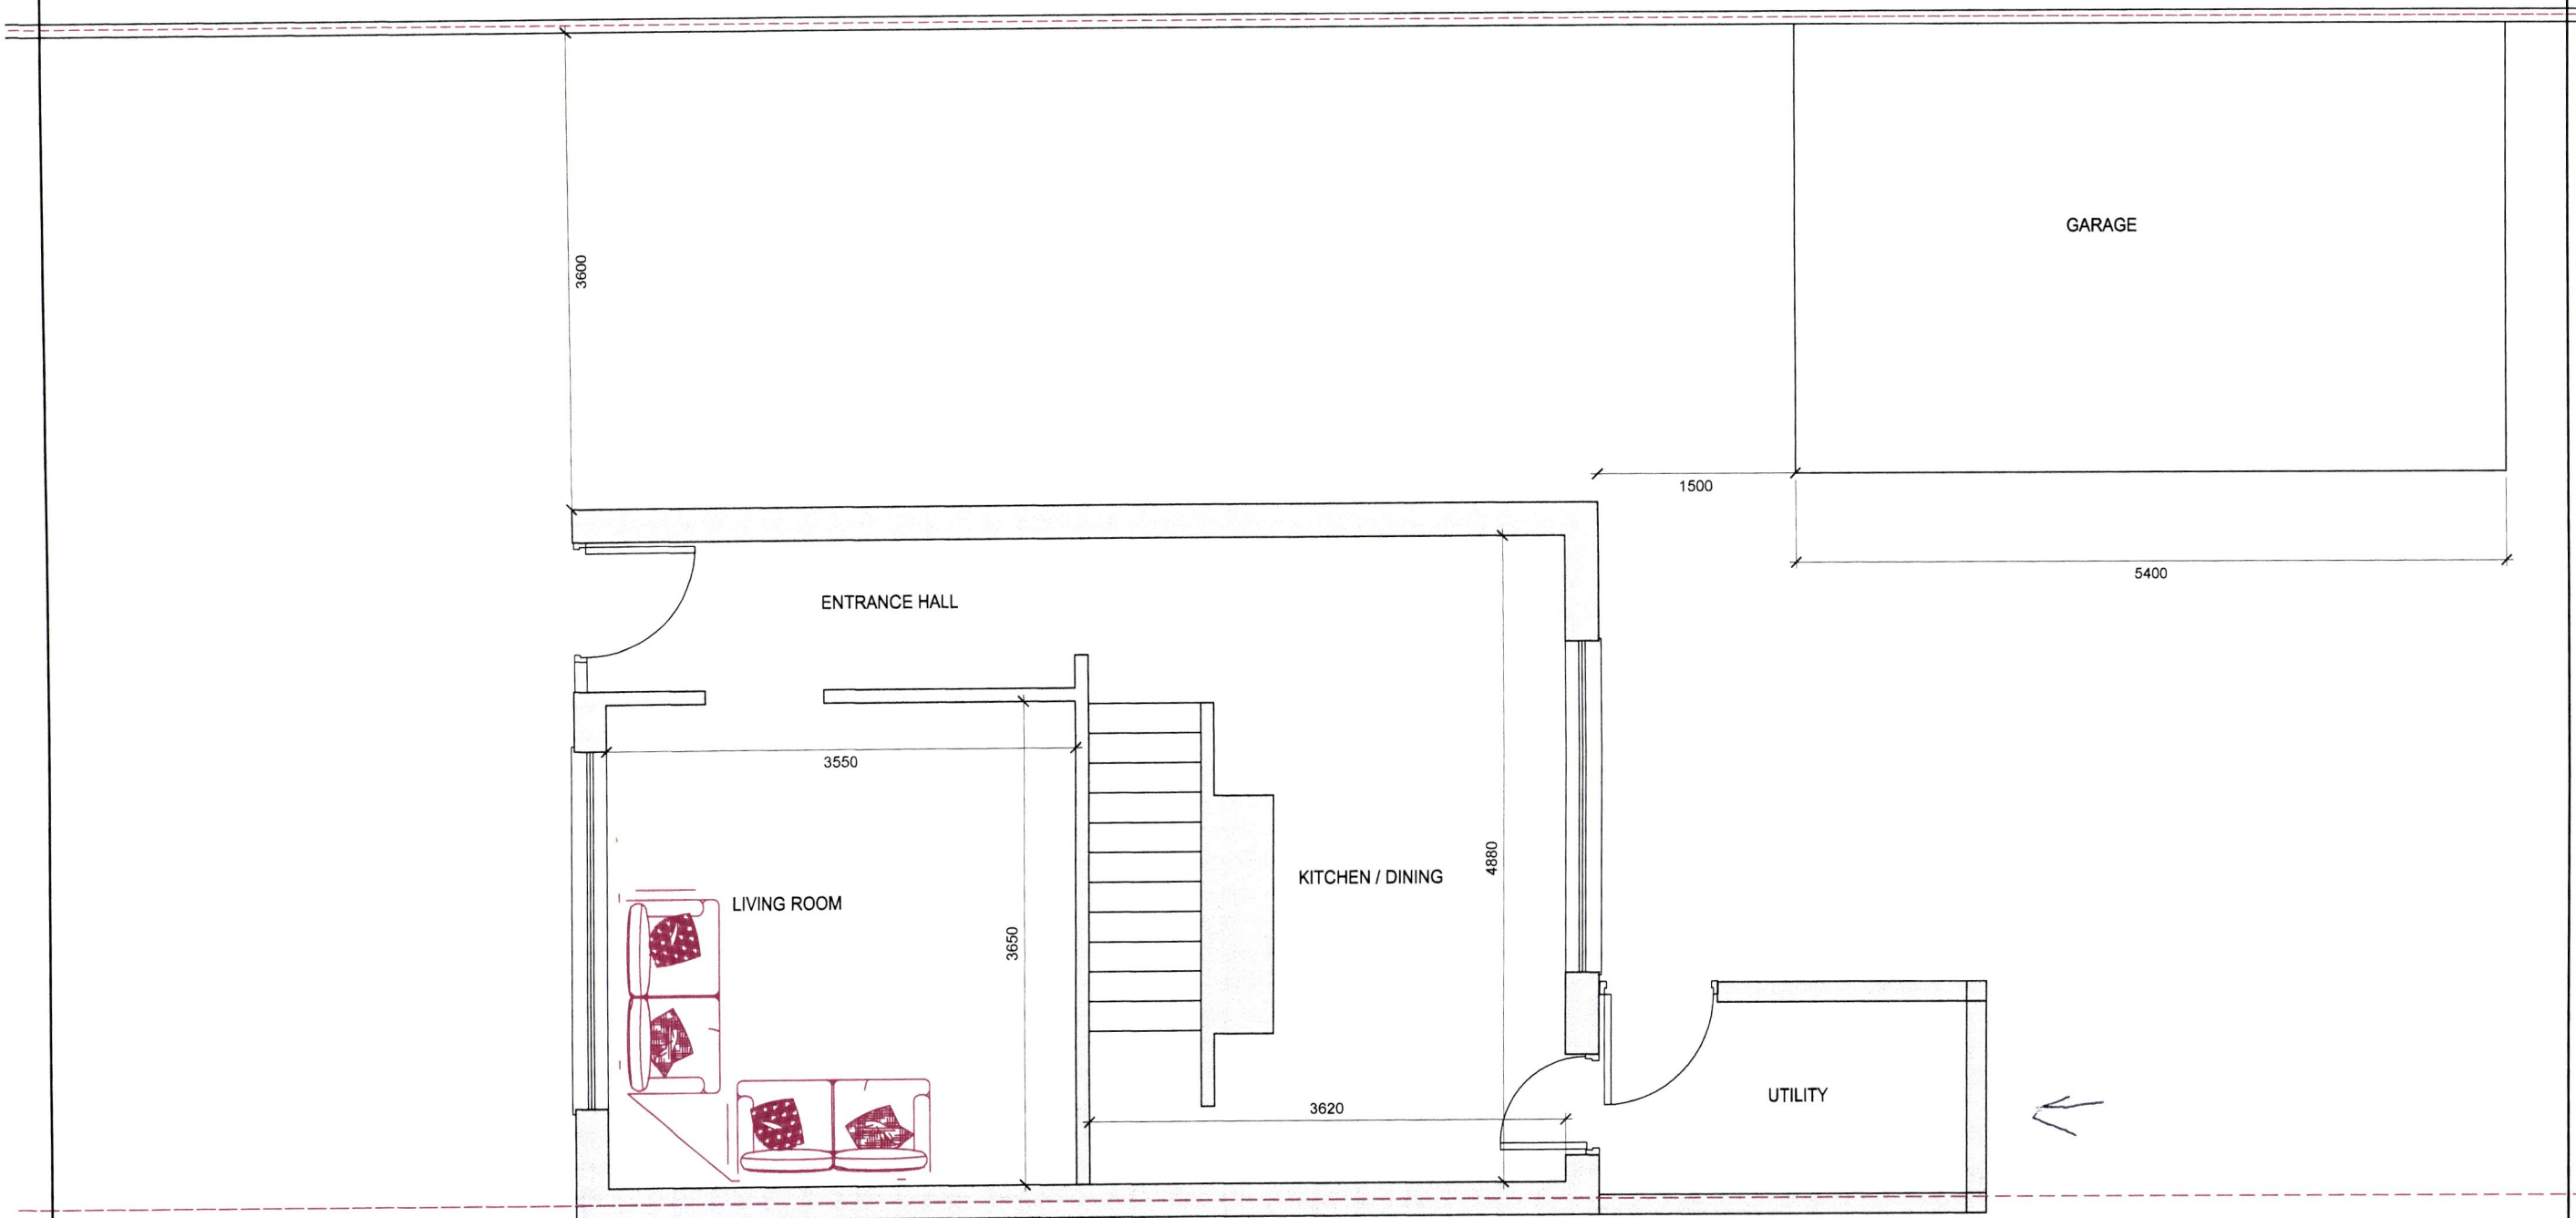 GARAGE
3600
1500
5400
ENTRANCE HALL
3550
4880
KITCHEN / DINING
LIVING ROOM
3650
UTILITY
3620